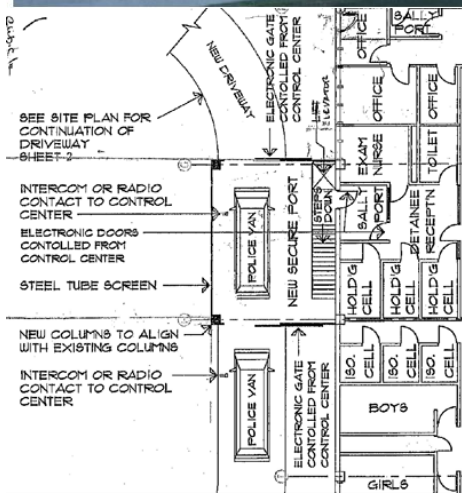 NEW DRIVEWAY
ELECTRONIC GATE
CONTOLLED FROM
CONTROL CENTER
LIFT
ELEVATOR
OFFICE
SALLY
PORT
OFFICE
OFFICE
SEE SITE PLAN FOR
CONTINUATION OF
DRIVEWAY
SHEET 2
EXAM
NURSE
TOILET
INTERCOM OR RADIO
CONTACT TO CONTROL
CENTER
ELECTRONIC DOORS
CONTOLLED FROM
CONTROL CENTER
STEEL TUBE SCREEN
POLICE VAN
NEW SECURE PORT
STEPS
DOWN
SALLY
PORT
DETAINEE
RECEPT'N.
HOLD'G
CELL
HOLD'G
CELL
HOLD'G
CELL
NEW COLUMNS TO ALIGN
WITH EXISTING COLUMNS
INTERCOM OR RADIO
CONTACT TO CONTROL
CENTER
POLICE VAN
ELECTRONIC GATE
CONTOLLED FROM
CONTROL CENTER
ISO.
CELL
ISO.
CELL
ISO.
CELL
BOYS
GIRLS